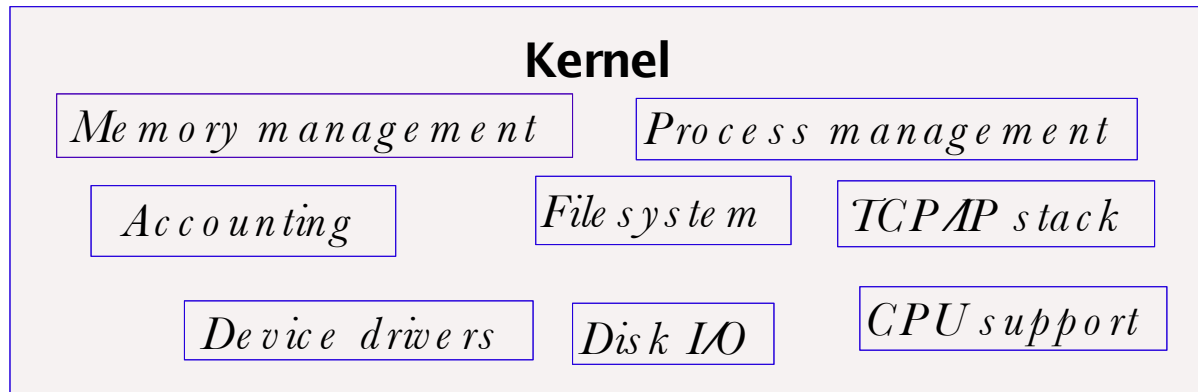 Kernel
Memory management
Process management
Accounting
File system
TCP/IP stack
Device drivers
Disk I/O
CPU support